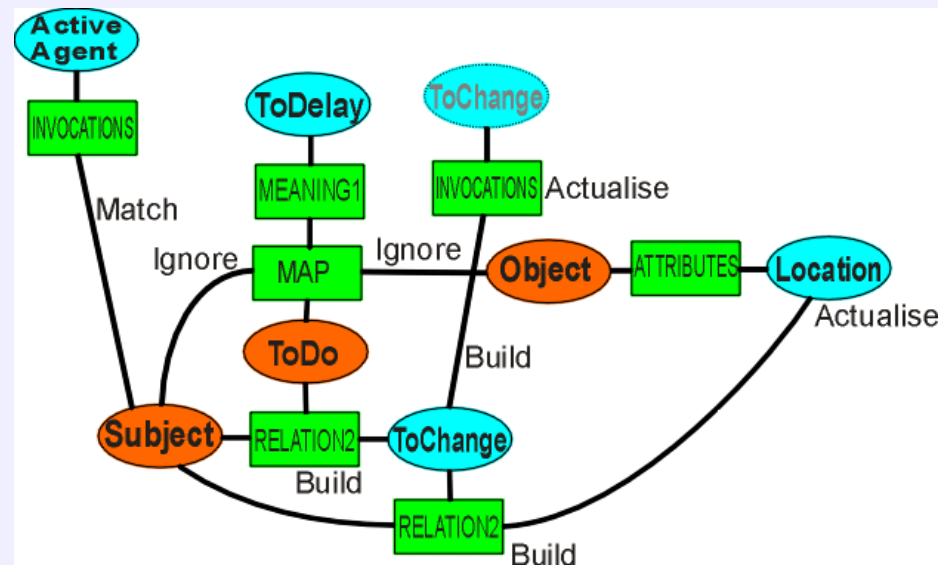 Active
Agent
ToDelay
ToChange
INVOCATIONS
MEANING1
INVOCATIONS
Actualise
Match
Ignore
MAP
Ignore
Object
ATTRIBUTES
Location
Actualise
ToDo
Build
Subject
RELATION2
ToChange
Build
RELATION2
Build